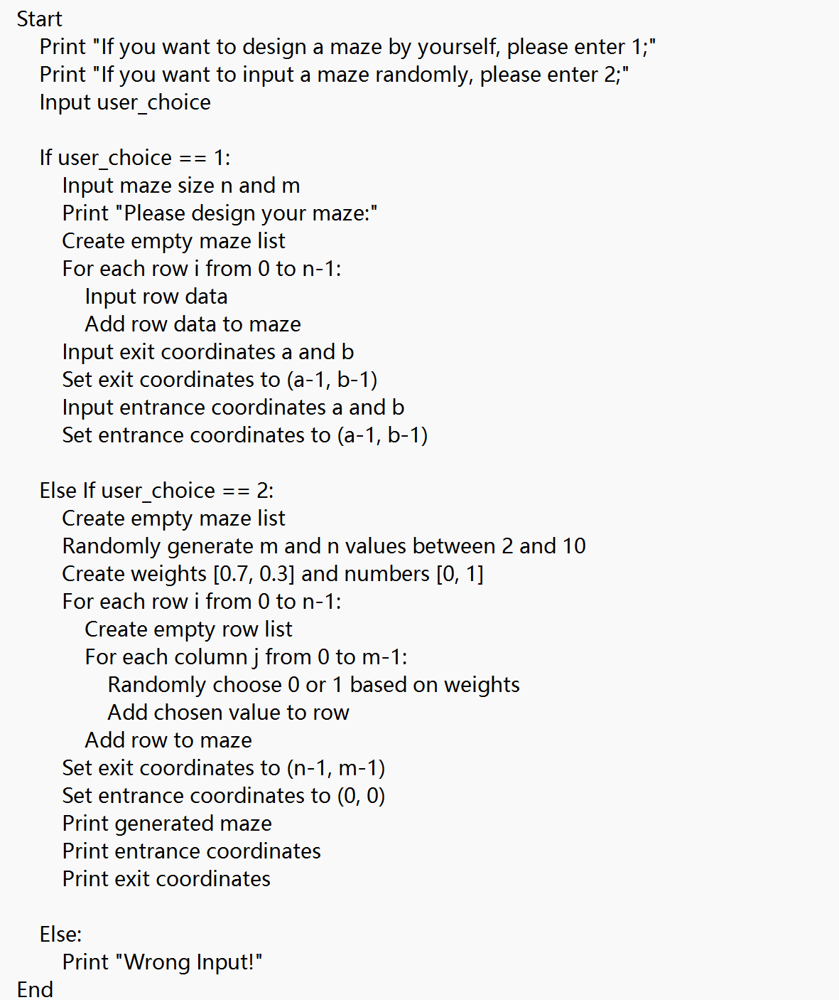 Start
Print "If you want to design a maze by yourself, please enter 1;"
Print "If you want to input a maze randomly, please enter 2;"
Input user_choice
If user_choice == 1:
Input maze size n and m
Print "Please design your maze:"
Create empty maze list
For each row i from 0 to n-1:
Input row data
Add row data to maze
Input exit coordinates a and b
Set exit coordinates to (a-1, b-1)
Input entrance coordinates a and b
Set entrance coordinates to (a-1, b-1)
Else If user_choice == 2:
Create empty maze list
Randomly generate m and n values between 2 and 10
Create weights [0.7, 0.3] and numbers [0, 1]
For each row i from 0 to n-1:
Create empty row list
For each column j from 0 to m-1:
Randomly choose 0 or 1 based on weights
Add chosen value to row
Add row to maze
Set exit coordinates to (n-1, m-1)
Set entrance coordinates to (0, 0)
Print generated maze
Print entrance coordinates
Print exit coordinates
Else:
Print "Wrong Input!"
End